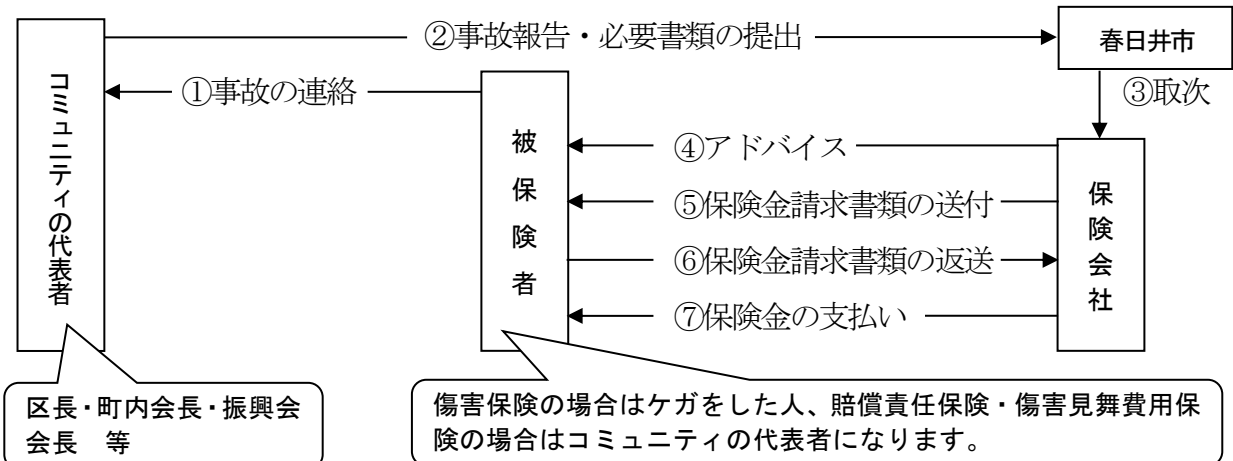 ②事故報告・必要書類の提出
春日井市
コミュニティの代表者
①事故の連絡
被保険者
③取次
④アドバイス
⑤保険金請求書類の送付
⑥保険金請求書類の返送
⑦保険金の支払い
保険会社
区長・町内会長・振興会
会長　等
傷害保険の場合はケガをした人、賠償責任保険・傷害見舞費用保
険の場合はコミュニティの代表者になります。